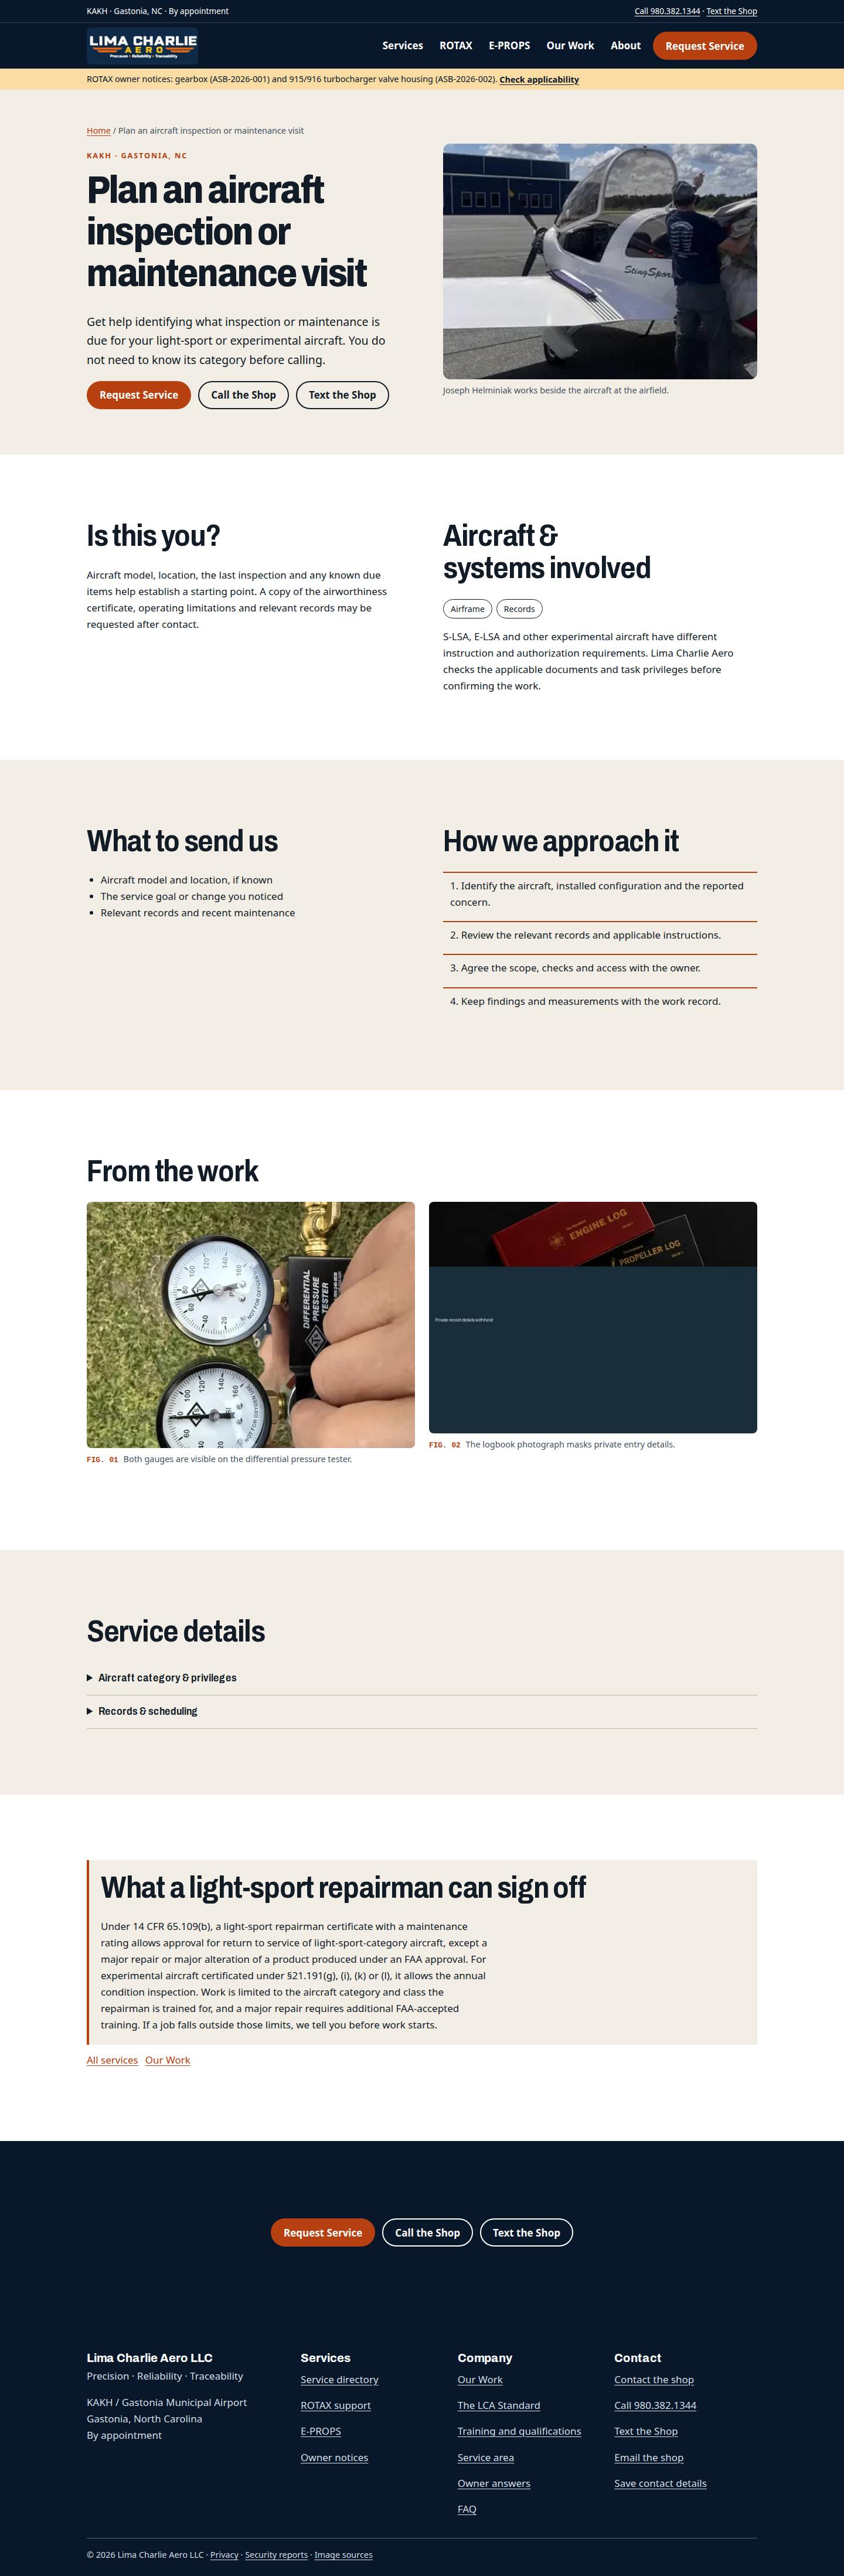 KAKH · Gastonia, NC · By appointment
Call 980.382.1344 · Text the Shop
LIMA CHARLIE
AERO
Precision · Reliability · Traceability
Services ROTAX E-PROPS Our Work About Request Service
ROTAX owner notices: gearbox (ASB-2026-001) and 915/916 turbocharger valve housing (ASB-2026-002). Check applicability
Home / Plan an aircraft inspection or maintenance visit
KAKH · GASTONIA, NC
Plan an aircraft
inspection or
maintenance visit
Get help identifying what inspection or maintenance is
due for your light-sport or experimental aircraft. You do
not need to know its category before calling.
Request Service Call the Shop Text the Shop
Joseph Helminiak works beside the aircraft at the airfield.
Is this you?
Aircraft model, location, the last inspection and any known due
items help establish a starting point. A copy of the airworthiness
certificate, operating limitations and relevant records may be
requested after contact.
Aircraft &
systems involved
Airframe Records
S-LSA, E-LSA and other experimental aircraft have different
instruction and authorization requirements. Lima Charlie Aero
checks the applicable documents and task privileges before
confirming the work.
What to send us
• Aircraft model and location, if known
• The service goal or change you noticed
• Relevant records and recent maintenance
How we approach it
1. Identify the aircraft, installed configuration and the reported
concern.
2. Review the relevant records and applicable instructions.
3. Agree the scope, checks and access with the owner.
4. Keep findings and measurements with the work record.
From the work
DIFFERENTIAL
PRESSURE
TESTER
NOT FOR OXYGEN
ENGINE LOG
PROPELLER LOG
Private record details withheld
FIG. 01 Both gauges are visible on the differential pressure tester.
FIG. 02 The logbook photograph masks private entry details.
Service details
Aircraft category & privileges
Records & scheduling
What a light-sport repairman can sign off
Under 14 CFR 65.109(b), a light-sport repairman certificate with a maintenance
rating allows approval for return to service of light-sport-category aircraft, except a
major repair or major alteration of a product produced under an FAA approval. For
experimental aircraft certificated under §21.191(g), (i), (k) or (l), it allows the annual
condition inspection. Work is limited to the aircraft category and class the
repairman is trained for, and a major repair requires additional FAA-accepted
training. If a job falls outside those limits, we tell you before work starts.
All services Our Work
Request Service Call the Shop Text the Shop
Lima Charlie Aero LLC
Precision · Reliability · Traceability
KAKH / Gastonia Municipal Airport
Gastonia, North Carolina
By appointment
Services
Service directory
ROTAX support
E-PROPS
Owner notices
Company
Our Work
The LCA Standard
Training and qualifications
Service area
Owner answers
FAQ
Contact
Contact the shop
Call 980.382.1344
Text the Shop
Email the shop
Save contact details
© 2026 Lima Charlie Aero LLC · Privacy · Security reports · Image sources